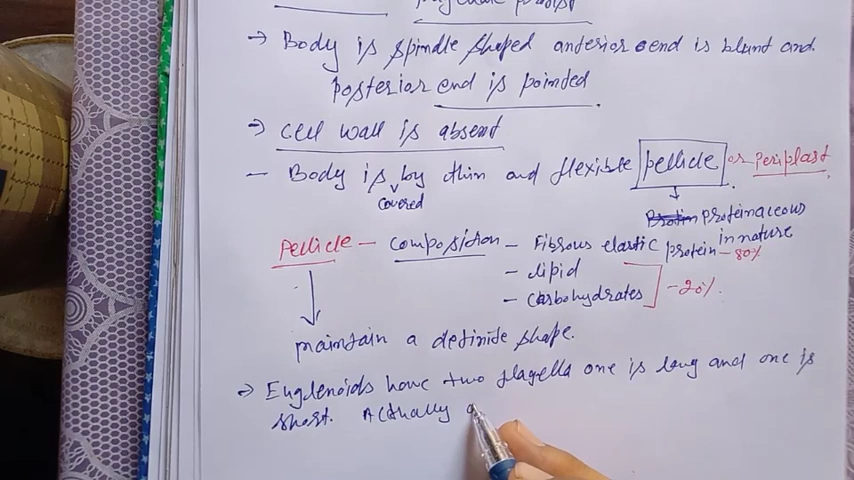 protist
→ Body is spindle shaped anterior end is blunt and
posterior end is pointed
→ cell wall is absent
- Body is by thin and flexible pellicle or Periplast
covered
proteinaceous
in nature
Pellicle - composition - Fibrous elastic protein - 80%
- lipid
- carbohydrates - 20%
maintain a definite shape.
→ Euglenoids have two flagella one is long and one is
short. Actually